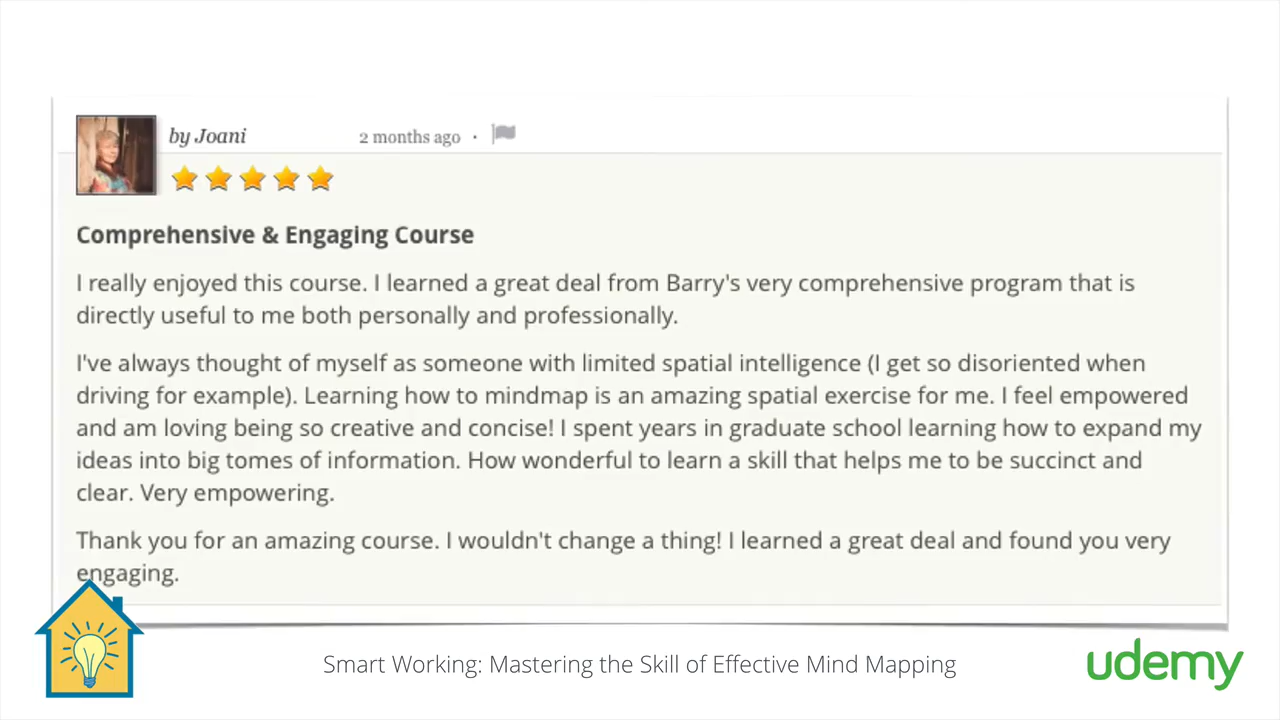 by Joani 2 months ago ·
Comprehensive & Engaging Course
I really enjoyed this course. I learned a great deal from Barry's very comprehensive program that is
directly useful to me both personally and professionally.
I've always thought of myself as someone with limited spatial intelligence (I get so disoriented when
driving for example). Learning how to mindmap is an amazing spatial exercise for me. I feel empowered
and am loving being so creative and concise! I spent years in graduate school learning how to expand my
ideas into big tomes of information. How wonderful to learn a skill that helps me to be succinct and
clear. Very empowering.
Thank you for an amazing course. I wouldn't change a thing! I learned a great deal and found you very
engaging.
Smart Working: Mastering the Skill of Effective Mind Mapping
udemy